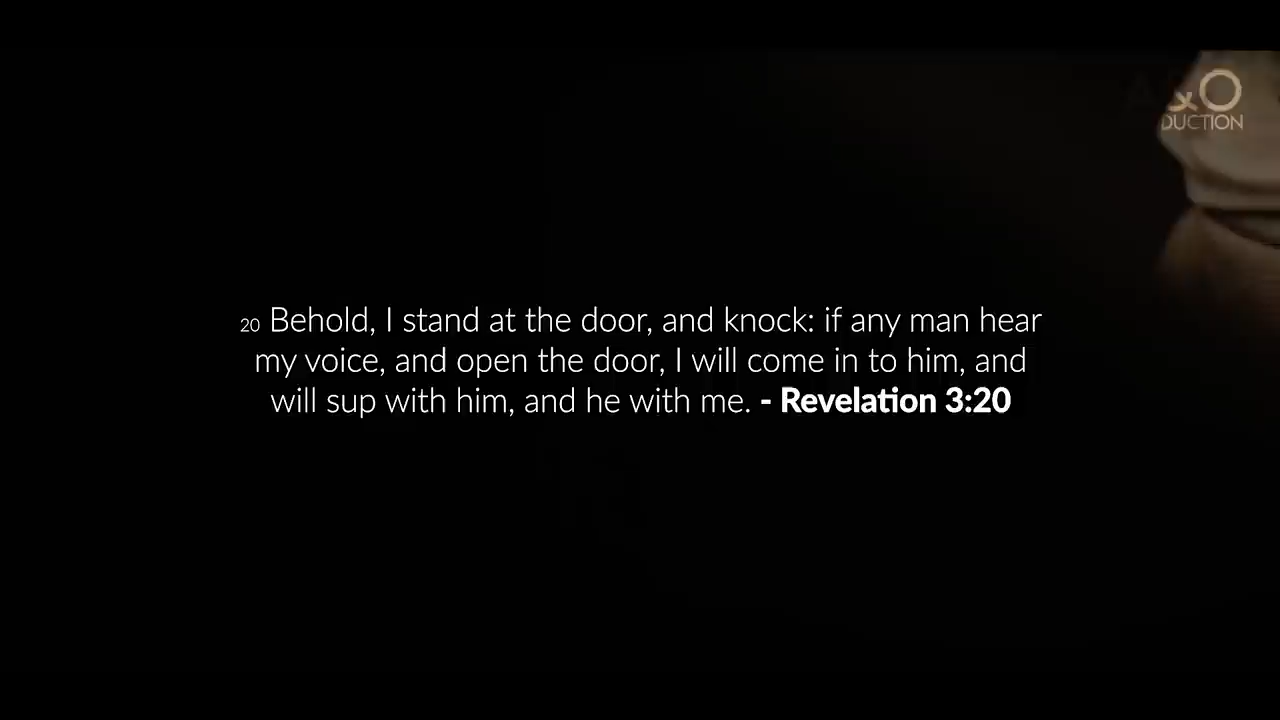 &O
DUCTION
20 Behold, I stand at the door, and knock: if any man hear
my voice, and open the door, I will come in to him, and
will sup with him, and he with me. - Revelation 3:20